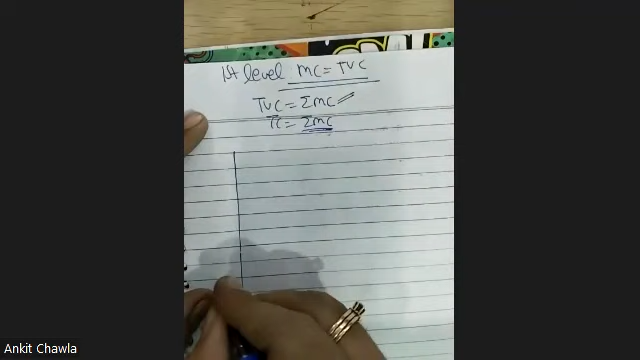 1st level MC = TVC
TVC = ΣMC
TC = ΣMC
Ankit Chawla